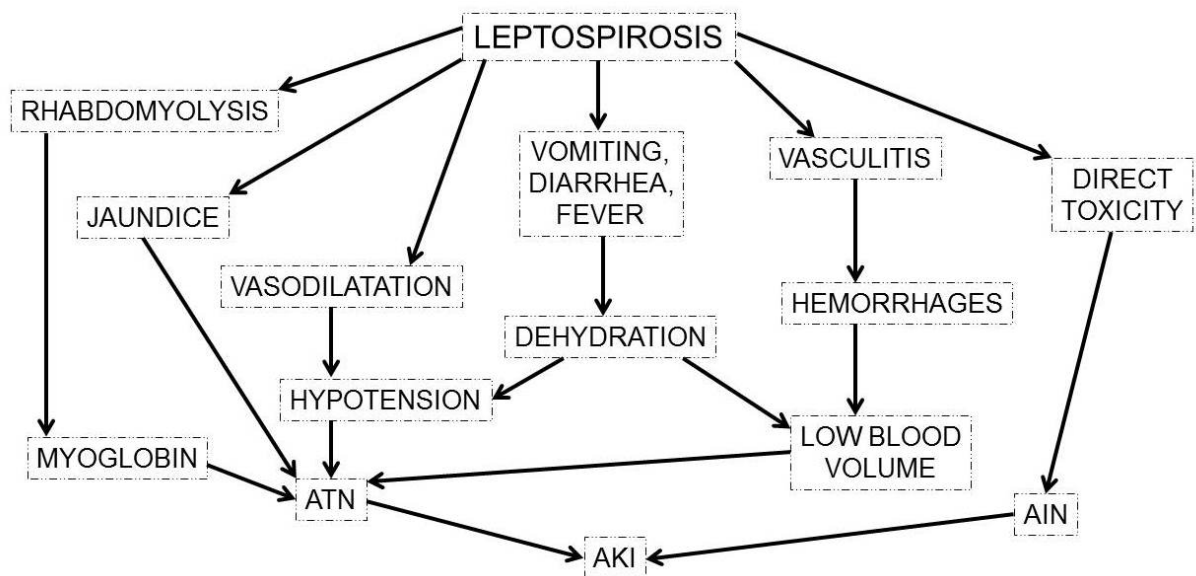 LEPTOSPIROSIS
RHABDOMYOLYSIS
VOMITING,
DIARRHEA,
FEVER
VASCULITIS
DIRECT
TOXICITY
JAUNDICE
VASODILATATION
HEMORRHAGES
DEHYDRATION
HYPOTENSION
MYOGLOBIN
LOW BLOOD
VOLUME
ATN
AIN
AKI